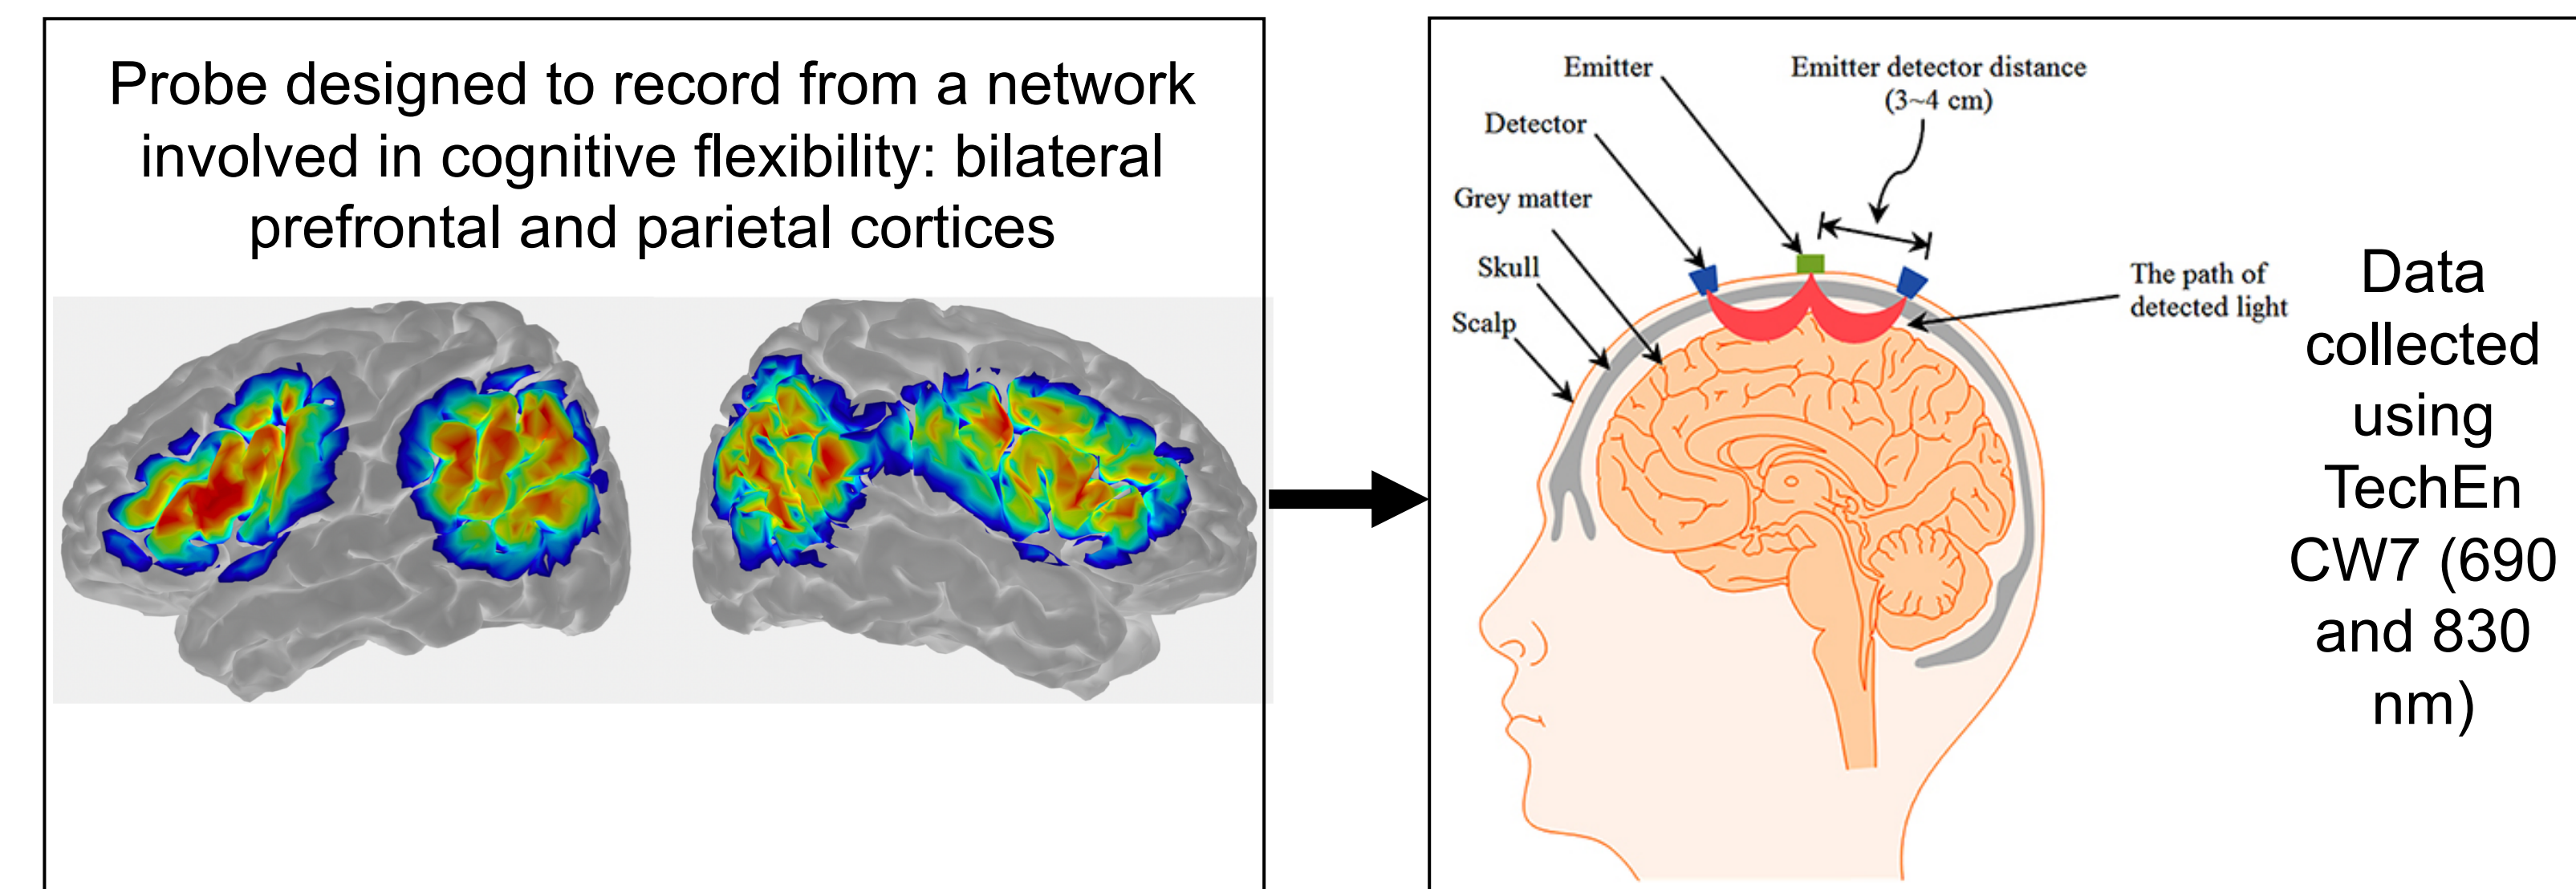 Probe designed to record from a network
involved in cognitive flexibility: bilateral
prefrontal and parietal cortices
Emitter
Emitter detector distance
(3~4 cm)
Detector
Grey matter
Skull
Scalp
The path of
detected light
Data
collected
using
TechEn
CW7 (690
and 830
nm)